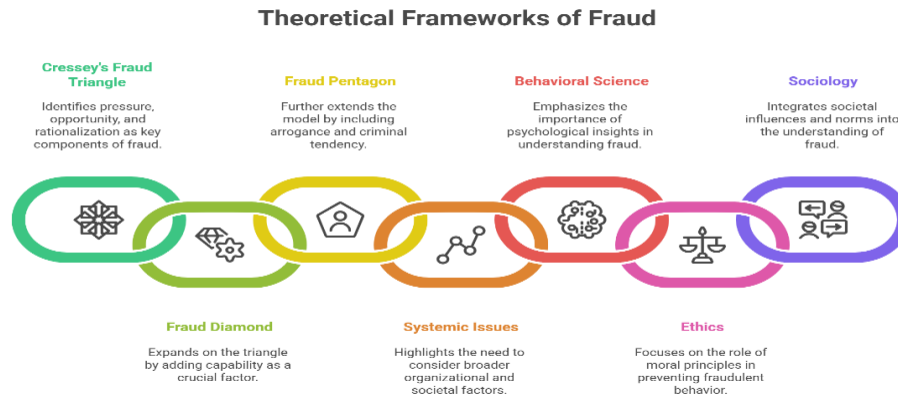 Theoretical Frameworks of Fraud
Cressey's Fraud
Triangle
Identifies pressure,
opportunity, and
rationalization as key
components of fraud.
Fraud Pentagon
Further extends the
model by including
arrogance and criminal
tendency.
Behavioral Science
Emphasizes the
importance of
psychological insights in
understanding fraud.
Sociology
Integrates societal
influences and norms into
the understanding of
fraud.
Fraud Diamond
Expands on the triangle
by adding capability as a
crucial factor.
Systemic Issues
Highlights the need to
consider broader
organizational and
societal factors.
Ethics
Focuses on the role of
moral principles in
preventing fraudulent
behavior.